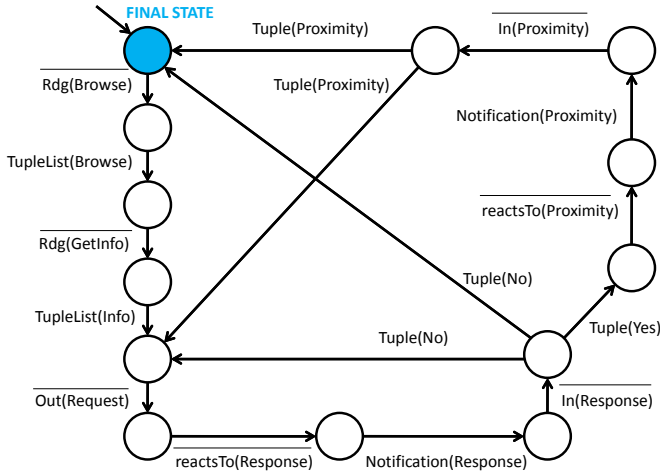 FINAL STATE
Tuple(Proximity)
In(Proximity)
Rdg(Browse)
Tuple(Proximity)
Notification(Proximity)
TupleList(Browse)
reactsTo(Proximity)
Rdg(GetInfo)
Tuple(No)
TupleList(Info)
Tuple(No)
Tuple(Yes)
Out(Request)
In(Response)
reactsTo(Response)
Notification(Response)